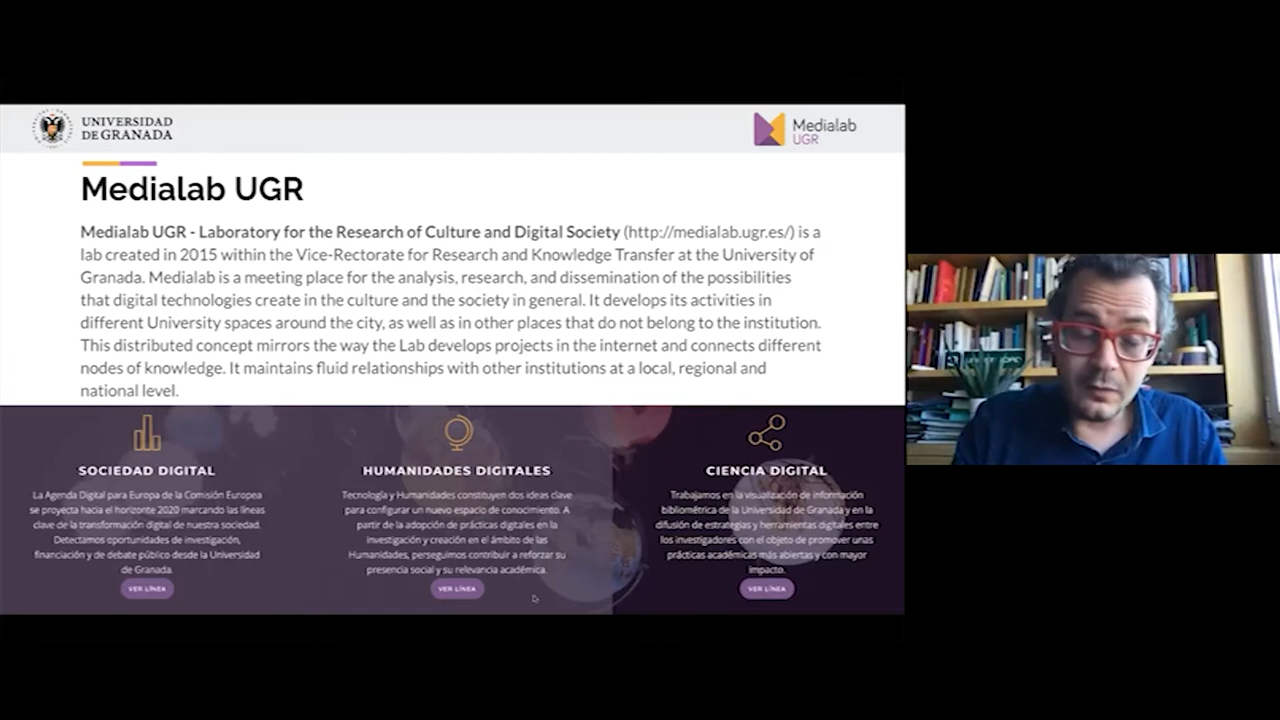 UNIVERSIDAD
DE GRANADA
Medialab
UGR
Medialab UGR
Medialab UGR - Laboratory for the Research of Culture and Digital Society (http://medialab.ugr.es/) is a
lab created in 2015 within the Vice-Rectorate for Research and Knowledge Transfer at the University of
Granada. Medialab is a meeting place for the analysis, research, and dissemination of the possibilities
that digital technologies create in the culture and the society in general. It develops its activities in
different University spaces around the city, as well as in other places that do not belong to the institution.
This distributed concept mirrors the way the Lab develops projects in the internet and connects different
nodes of knowledge. It maintains fluid relationships with other institutions at a local, regional and
national level.
SOCIEDAD DIGITAL
La Agenda Digital para Europa de la Comisión Europea
se proyecta hacia el horizonte 2020 marcando las líneas
clave de la transformación digital de nuestra sociedad.
Detectamos oportunidades de investigación,
financiación y de debate público desde la Universidad
de Granada.
VER LÍNEA
HUMANIDADES DIGITALES
Tecnología y Humanidades constituyen dos ideas clave
para configurar un nuevo espacio de conocimiento. A
partir de la adopción de prácticas digitales en la
investigación y creación en el ámbito de las
Humanidades, perseguimos contribuir a reforzar su
presencia social y su relevancia académica.
VER LÍNEA
CIENCIA DIGITAL
Trabajamos en la visualización de información
bibliométrica de la Universidad de Granada y en la
difusión de estrategias y herramientas digitales entre
los investigadores con el objeto de promover unas
prácticas académicas más abiertas y con mayor
impacto.
VER LÍNEA